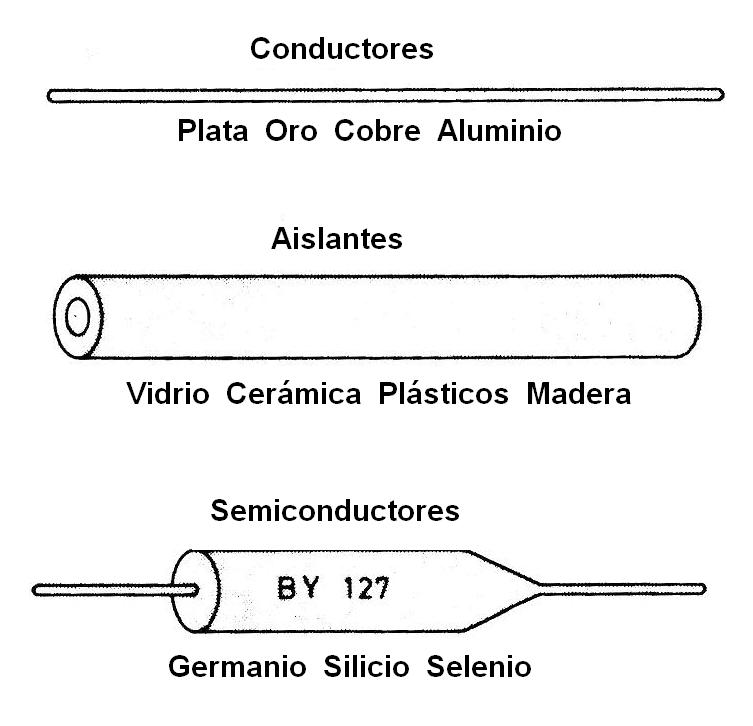 Conductores
Plata Oro Cobre Aluminio
Aislantes
Vidrio Cerámica Plásticos Madera
Semiconductores
BY 127
Germanio Silicio Selenio